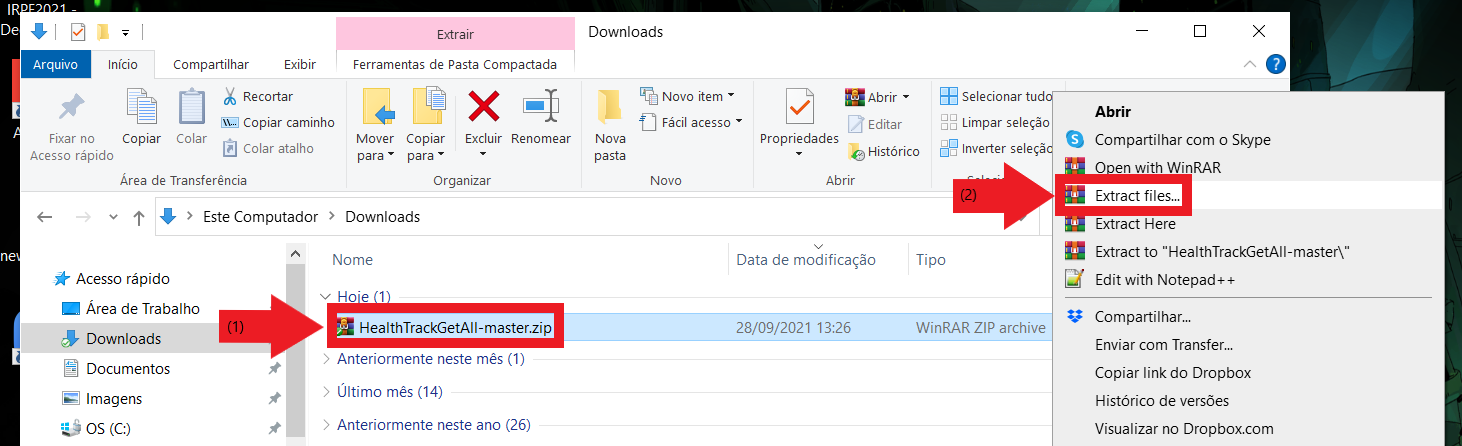 IRPF2021 -
De
Extrair
Downloads
Arquivo
Início
Compartilhar
Exibir
Ferramentas de Pasta Compactada
Fixar no
Acesso rápido
Copiar
Colar
Recortar
Copiar caminho
Colar atalho
Área de Transferência
Mover
para
Copiar
para
Excluir
Renomear
Organizar
Nova
pasta
Novo item
Fácil acesso
Novo
Propriedades
Abrir
Editar
Histórico
Abrir
Selecionar tudo
Limpar seleção
Inverter seleção
Este Computador
Downloads
Nome
Data de modificação
Tipo
new
Acesso rápido
Área de Trabalho
Downloads
Documentos
Imagens
OS (C:)
Hoje (1)
(1)
HealthTrackGetAll-master.zip
28/09/2021 13:26
WinRAR ZIP archive
Anteriormente neste mês (1)
Último mês (14)
Anteriormente neste ano (26)
Abrir
Compartilhar com o Skype
Open with WinRAR
(2)
Extract files...
Extract Here
Extract to "HealthTrackGetAll-master\"
Edit with Notepad++
Compartilhar...
Enviar com Transfer...
Copiar link do Dropbox
Histórico de versões
Visualizar no Dropbox.com